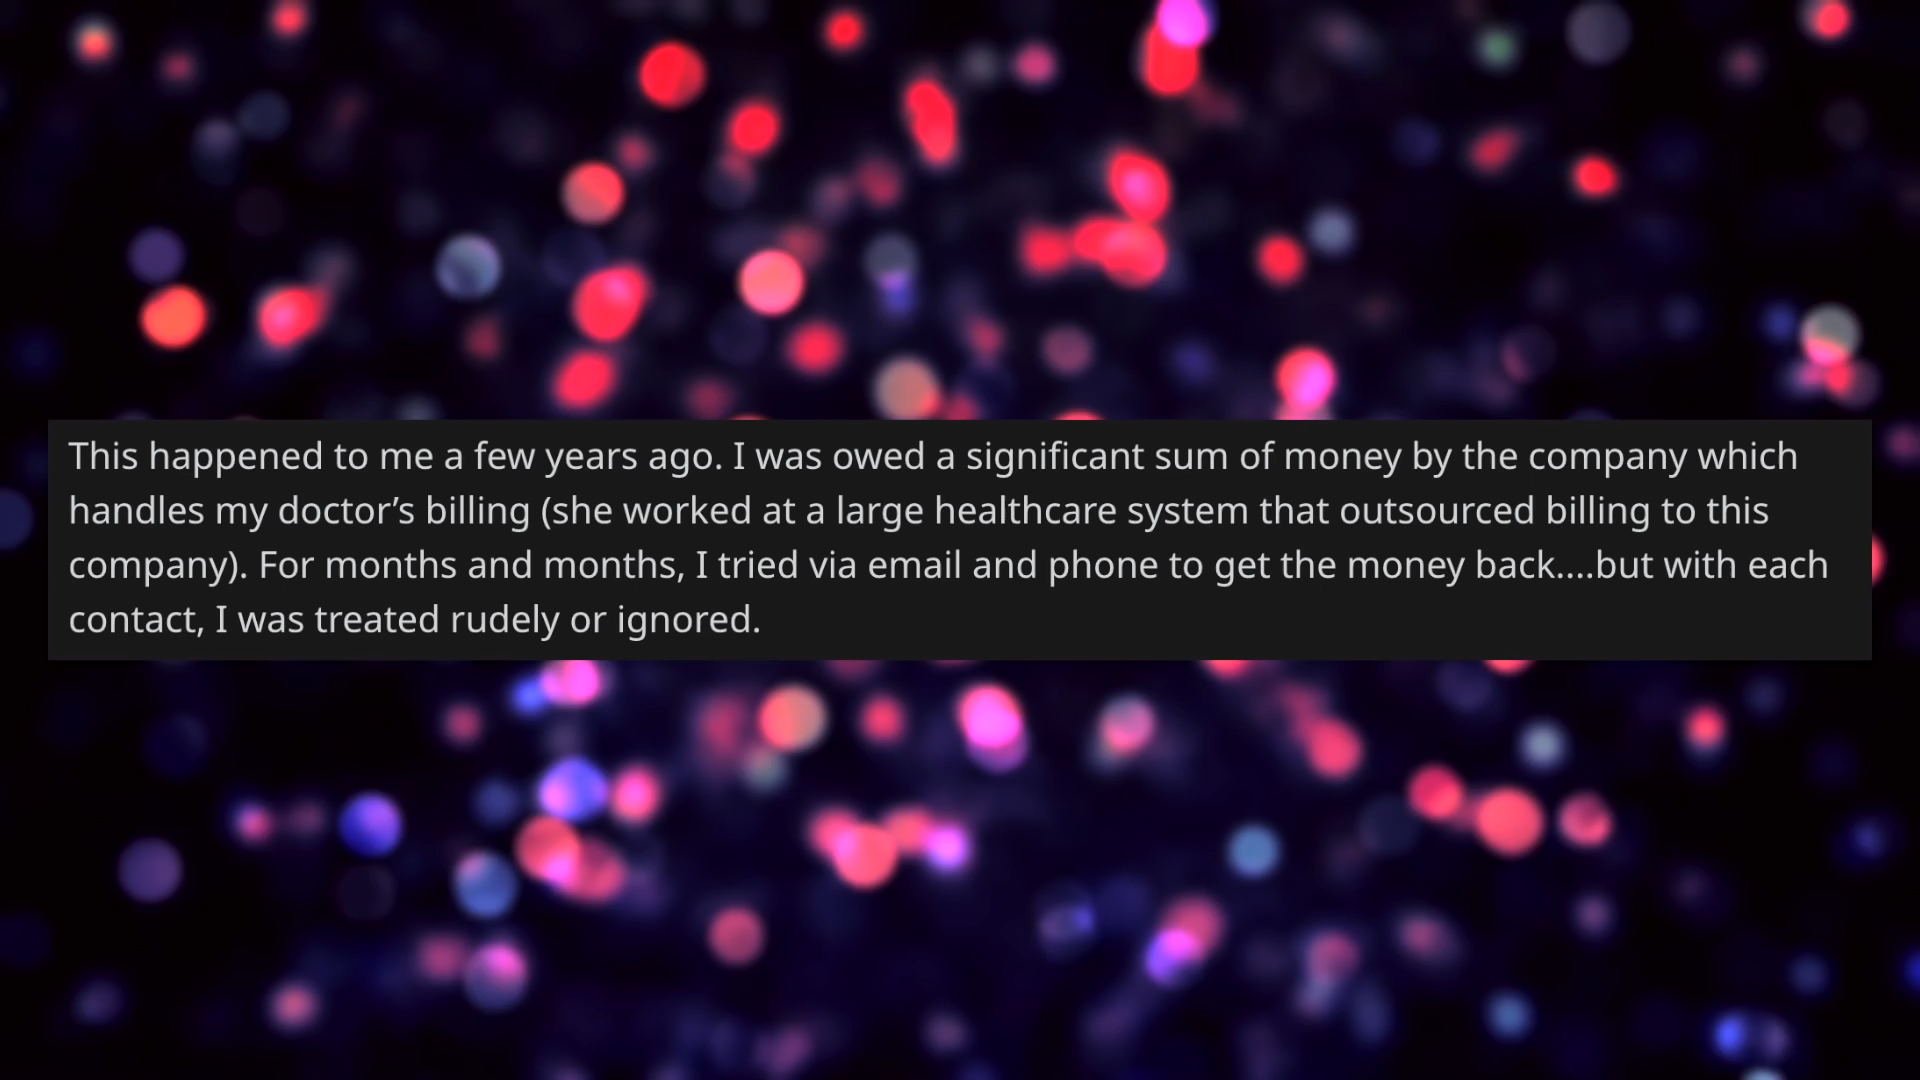 This happened to me a few years ago. I was owed a significant sum of money by the company which
handles my doctor’s billing (she worked at a large healthcare system that outsourced billing to this
company). For months and months, I tried via email and phone to get the money back....but with each
contact, I was treated rudely or ignored.